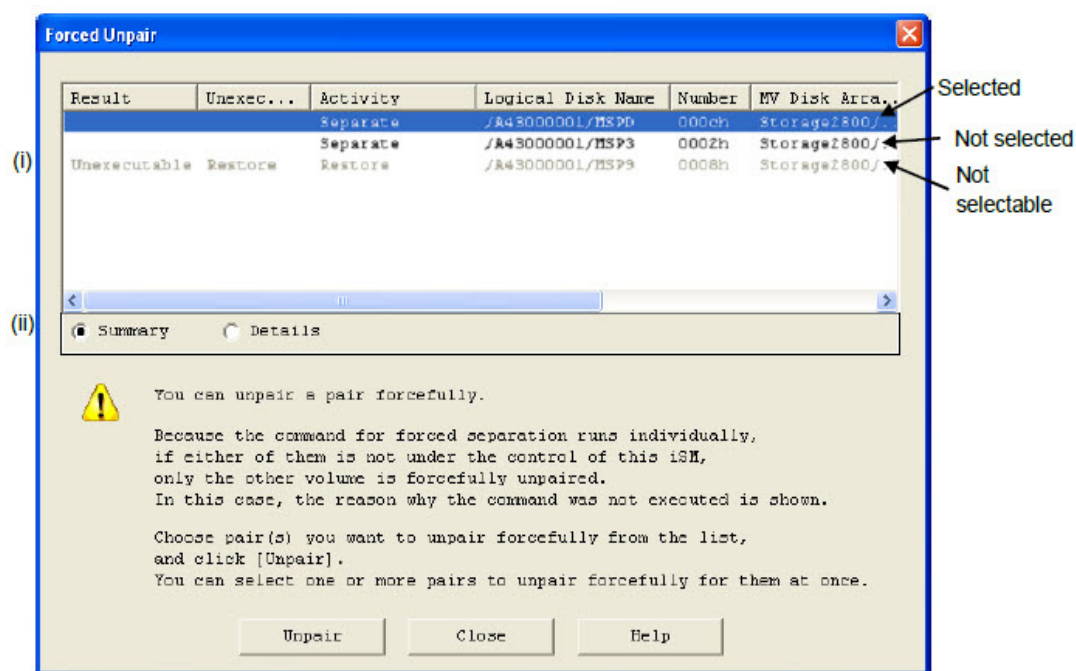 Forced Unpair
Result Unexec... Activity Logical Disk Name Number MV Disk Arra..
Selected
Separate /A43000001/MSPD 000ch Storage2800/..
Separate /A43000001/MSP3 0002h Storage2800/.
Not selected
(i)
Unexecutable Restore Restore /A43000001/MSP9 0008h Storage2800/..
Not
selectable
(ii)
Summary Details
You can unpair a pair forcefully.
Because the command for forced separation runs individually,
if either of them is not under the control of this iSM,
only the other volume is forcefully unpaired.
In this case, the reason why the command was not executed is shown.
Choose pair(s) you want to unpair forcefully from the list,
and click [Unpair].
You can select one or more pairs to unpair forcefully for them at once.
Unpair Close Help